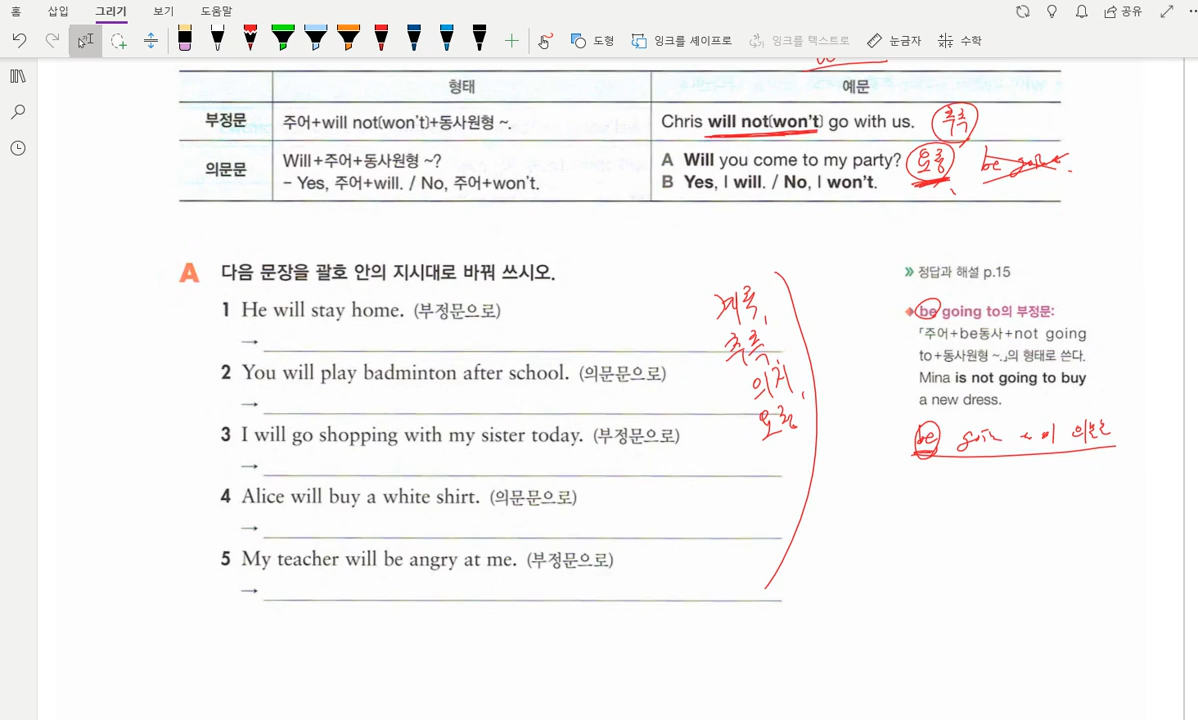 홈 삽입 그리기 보기 도움말
공유
도형 잉크를 셰이프로 잉크를 텍스트로 눈금자 수학
형태 예문
부정문 주어+will not(won't)+동사원형 ~. Chris will not(won't) go with us. 추측
의문문 Will+주어+동사원형 ~? A Will you come to my party? 요청 be
– Yes, 주어+will. / No, 주어+won't. B Yes, I will. / No, I won't.
A 다음 문장을 괄호 안의 지시대로 바꿔 쓰시오.
» 정답과 해설 p.15
1 He will stay home. (부정문으로)
→
2 You will play badminton after school. (의문문으로)
→
3 I will go shopping with my sister today. (부정문으로)
→
4 Alice will buy a white shirt. (의문문으로)
→
5 My teacher will be angry at me. (부정문으로)
→
추측,
의지,
요청
be going to의 부정문:
「주어+be동사+not going
to+동사원형 ~.」의 형태로 쓴다.
Mina is not going to buy
a new dress.
be 의문문